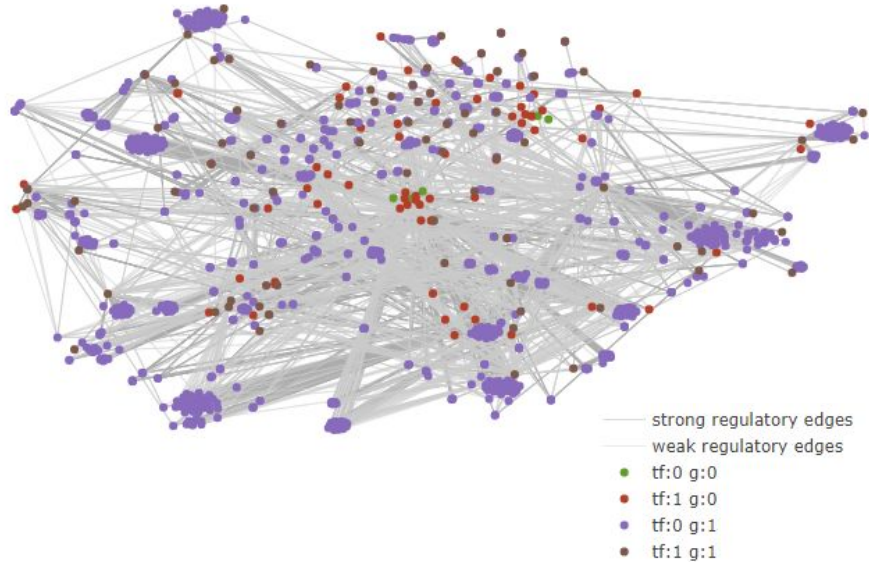 strong regulatory edges
weak regulatory edges
tf:0 g:0
tf:1 g:0
tf:0 g:1
tf:1 g:1